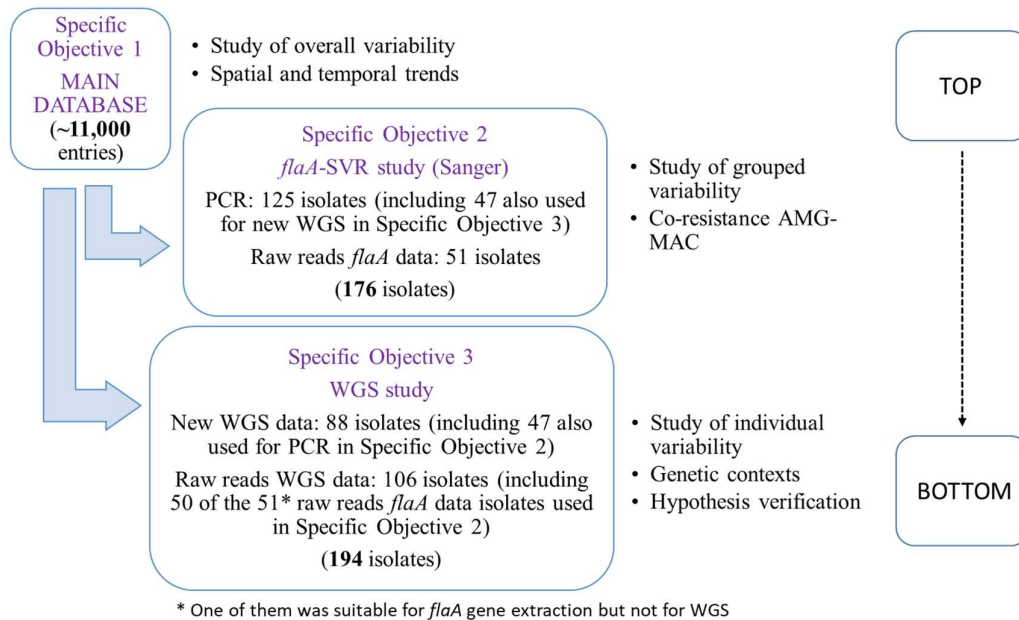 Specific
Objective 1
MAIN
DATABASE
(~11,000
entries)
• Study of overall variability
• Spatial and temporal trends
TOP
Specific Objective 2
flaA-SVR study (Sanger)
PCR: 125 isolates (including 47 also used
for new WGS in Specific Objective 3)
Raw reads flaA data: 51 isolates
(176 isolates)
• Study of grouped
variability
• Co-resistance AMG-
MAC
Specific Objective 3
WGS study
New WGS data: 88 isolates (including 47 also
used for PCR in Specific Objective 2)
Raw reads WGS data: 106 isolates (including
50 of the 51* raw reads flaA data isolates used
in Specific Objective 2)
(194 isolates)
• Study of individual
variability
• Genetic contexts
• Hypothesis verification
BOTTOM
* One of them was suitable for flaA gene extraction but not for WGS